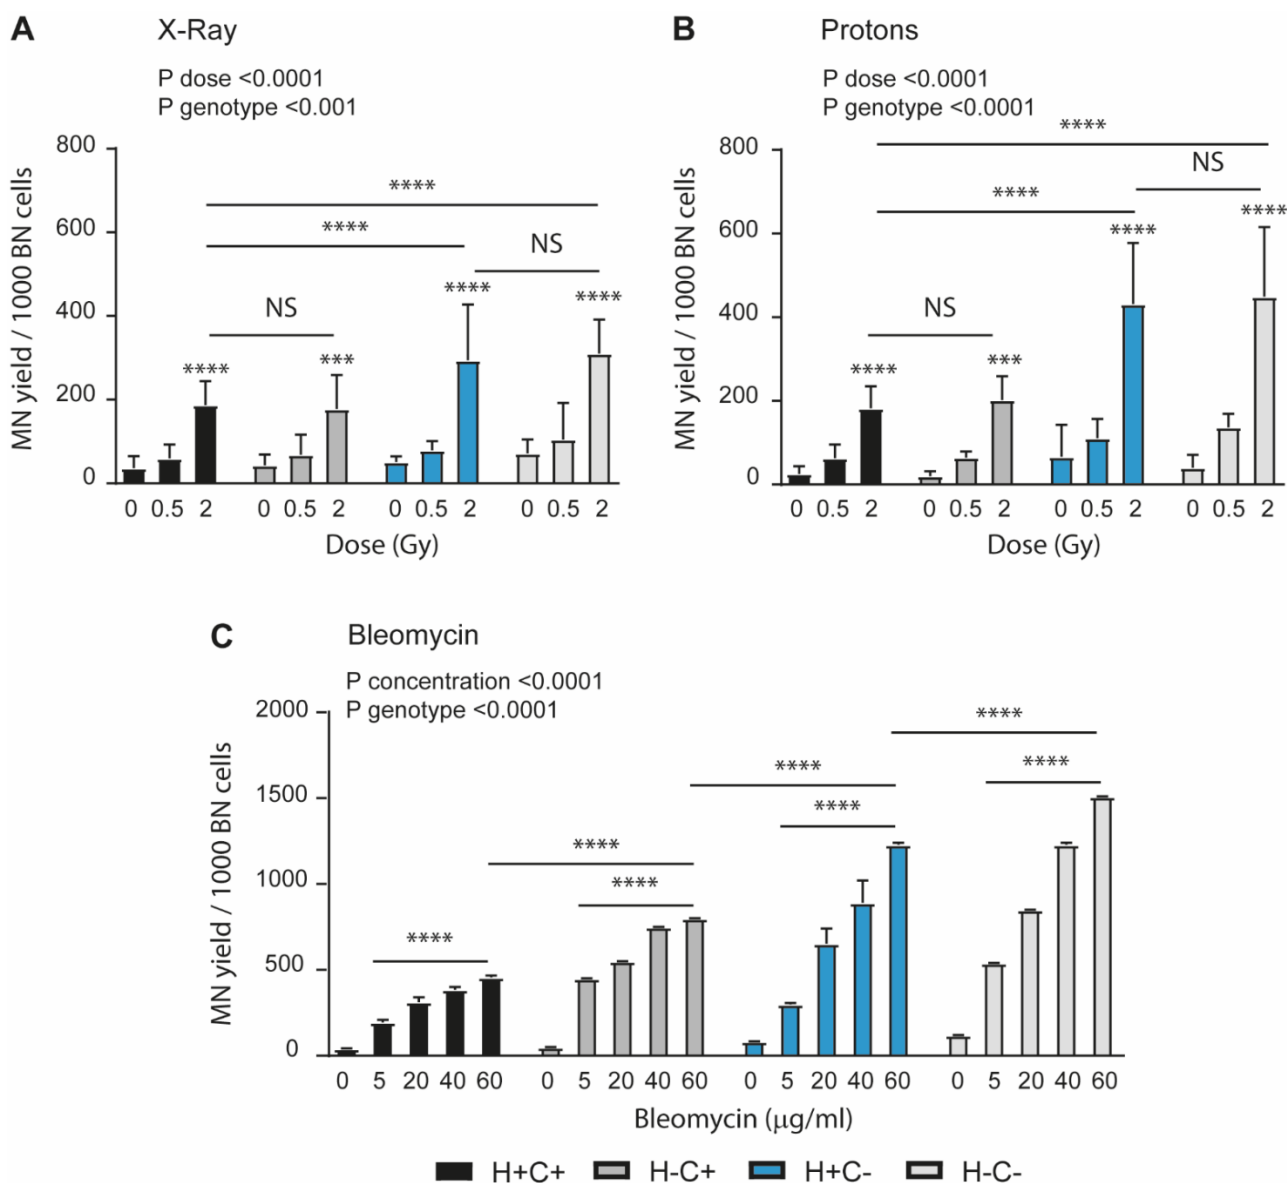 A X-Ray
P dose <0.0001
P genotype <0.001
MN yield / 1000 BN cells
800
600
400
200
0
****
****
NS
NS
****
***
****
****
0 0.5 2 0 0.5 2 0 0.5 2 0 0.5 2
Dose (Gy)
B Protons
P dose <0.0001
P genotype <0.0001
MN yield / 1000 BN cells
800
600
400
200
0
****
NS
****
****
****
NS
****
***
0 0.5 2 0 0.5 2 0 0.5 2 0 0.5 2
Dose (Gy)
C Bleomycin
P concentration <0.0001
P genotype <0.0001
MN yield / 1000 BN cells
2000
1500
1000
500
0
****
****
****
****
****
****
****
0 5 20 40 60 0 5 20 40 60 0 5 20 40 60 0 5 20 40 60
Bleomycin (μg/ml)
H+C+ H-C+ H+C- H-C-